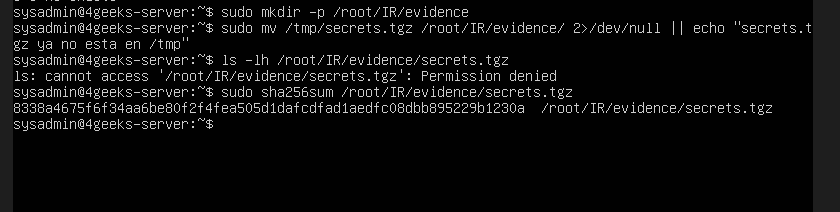 sysadmin@4geeks-server:~$ sudo mkdir -p /root/IR/evidence
sysadmin@4geeks-server:~$ sudo mv /tmp/secrets.tgz /root/IR/evidence/ 2>/dev/null || echo "secrets.t
gz ya no esta en /tmp"
sysadmin@4geeks-server:~$ ls -lh /root/IR/evidence/secrets.tgz
ls: cannot access '/root/IR/evidence/secrets.tgz': Permission denied
sysadmin@4geeks-server:~$ sudo sha256sum /root/IR/evidence/secrets.tgz
8338a4675f6f34aa6be80f2f4fea505d1dafcdfad1aedfc08dbb895229b1230a  /root/IR/evidence/secrets.tgz
sysadmin@4geeks-server:~$